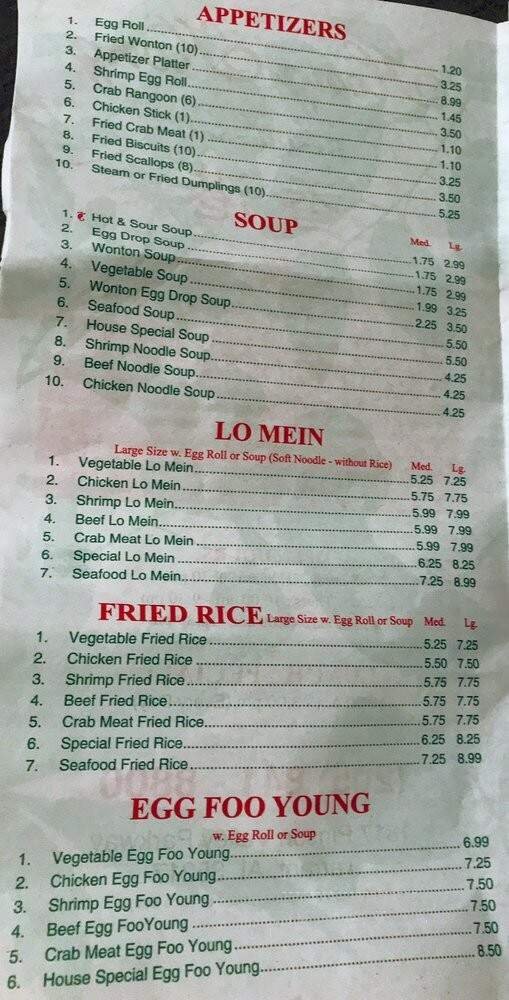 APPETIZERS
1. Egg Roll 1.20
2. Fried Wonton (10) 3.25
3. Appetizer Platter 8.99
4. Shrimp Egg Roll 1.45
5. Crab Rangoon (6) 3.50
6. Chicken Stick (1) 1.10
7. Fried Crab Meat (1) 1.10
8. Fried Biscuits (10) 3.25
9. Fried Scallops (8) 3.50
10. Steam or Fried Dumplings (10) 5.25
SOUP Med. Lg.
1. Hot & Sour Soup 1.75 2.99
2. Egg Drop Soup 1.75 2.99
3. Wonton Soup 1.75 2.99
4. Vegetable Soup 1.99 3.25
5. Wonton Egg Drop Soup 2.25 3.50
6. Seafood Soup 5.50
7. House Special Soup 5.50
8. Shrimp Noodle Soup 4.25
9. Beef Noodle Soup 4.25
10. Chicken Noodle Soup 4.25
LO MEIN
Large Size w. Egg Roll or Soup (Soft Noodle - without Rice) Med. Lg.
1. Vegetable Lo Mein 5.25 7.25
2. Chicken Lo Mein 5.75 7.75
3. Shrimp Lo Mein 5.99 7.99
4. Beef Lo Mein 5.99 7.99
5. Crab Meat Lo Mein 5.99 7.99
6. Special Lo Mein 6.25 8.25
7. Seafood Lo Mein 7.25 8.99
FRIED RICE Large Size w. Egg Roll or Soup Med. Lg.
1. Vegetable Fried Rice 5.25 7.25
2. Chicken Fried Rice 5.50 7.50
3. Shrimp Fried Rice 5.75 7.75
4. Beef Fried Rice 5.75 7.75
5. Crab Meat Fried Rice 5.75 7.75
6. Special Fried Rice 6.25 8.25
7. Seafood Fried Rice 7.25 8.99
EGG FOO YOUNG
w. Egg Roll or Soup
1. Vegetable Egg Foo Young 6.99
2. Chicken Egg Foo Young 7.25
3. Shrimp Egg Foo Young 7.50
4. Beef Egg FooYoung 7.50
5. Crab Meat Egg Foo Young 7.50
6. House Special Egg Foo Young 8.50